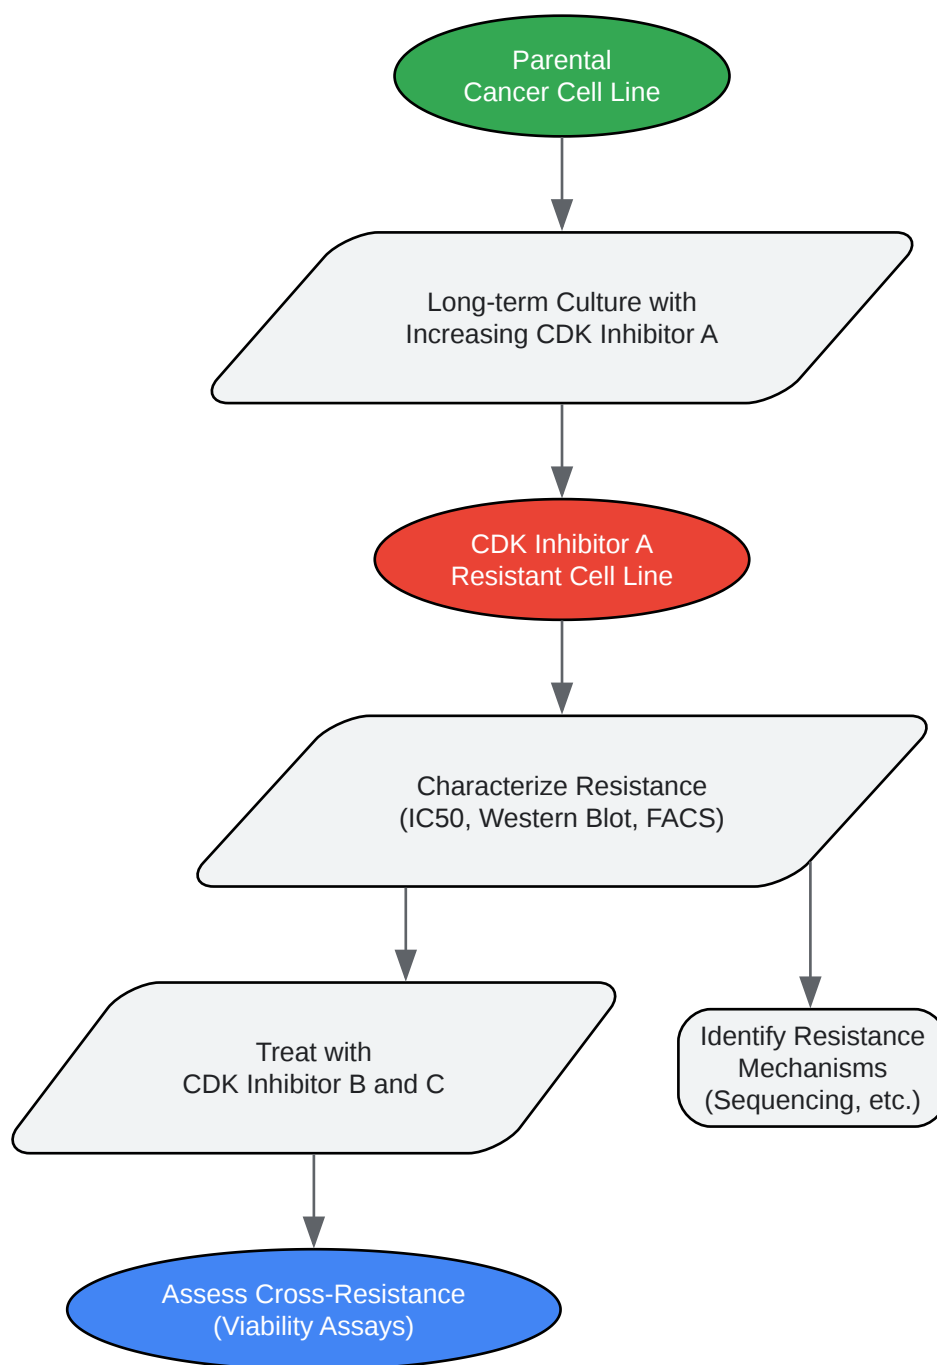 Parental
Cancer Cell Line
Long-term Culture with
Increasing CDK Inhibitor A
CDK Inhibitor A
Resistant Cell Line
Characterize Resistance
(IC50, Western Blot, FACS)
Treat with
CDK Inhibitor B and C
Identify Resistance
Mechanisms
(Sequencing, etc.)
Assess Cross-Resistance
(Viability Assays)